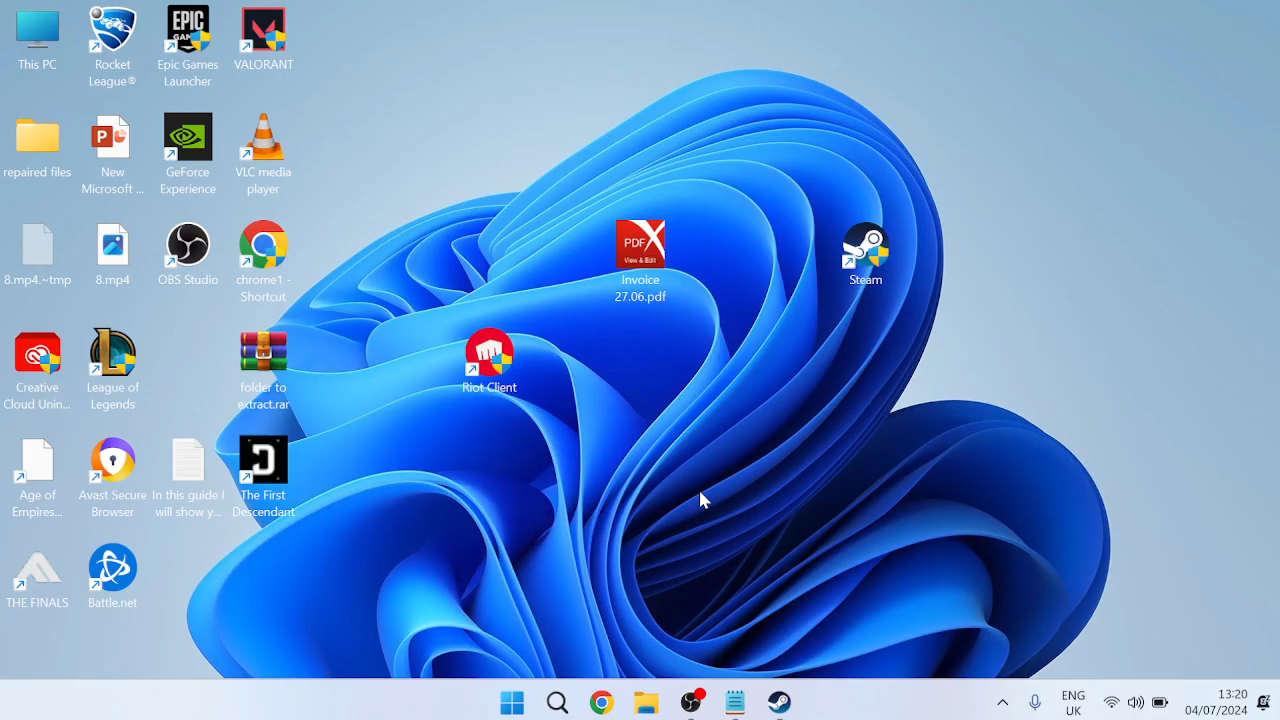 This PC
Rocket
League®
Epic Games
Launcher
VALORANT
repaired files
New
Microsoft ...
GeForce
Experience
VLC media
player
8.mp4.~tmp
8.mp4
OBS Studio
chrome1 -
Shortcut
Creative
Cloud Unin...
League of
Legends
folder to
extract.rar
Age of
Empires...
Avast Secure
Browser
In this guide I
will show y...
The First
Descendant
THE FINALS
Battle.net
EPIC
GAMES
P
PDF
View & Edit
Invoice
27.06.pdf
Steam
Riot Client
ENG
UK
13:20
04/07/2024